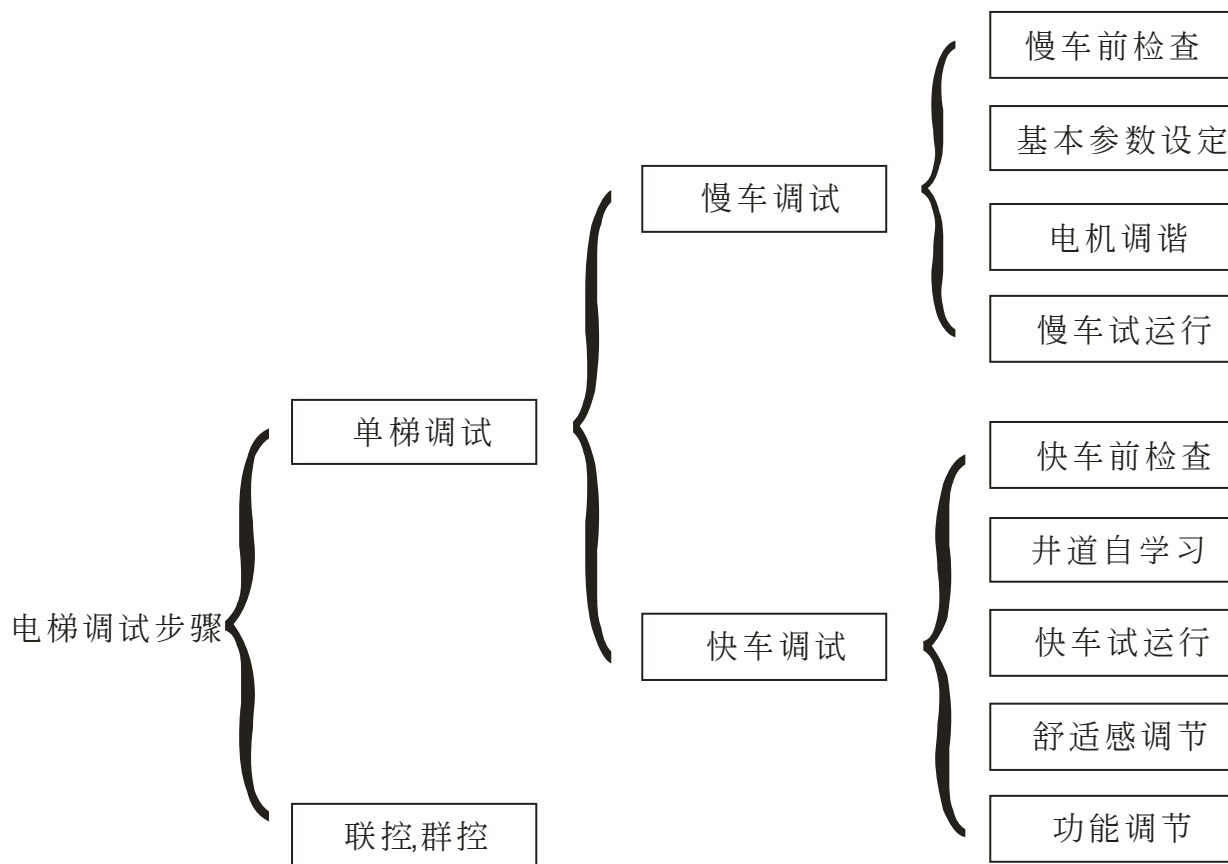 慢车前检查
基本参数设定
慢车调试
电机调谐
慢车试运行
单梯调试
快车前检查
井道自学习
电梯调试步骤
快车调试
快车试运行
舒适感调节
联控,群控
功能调节